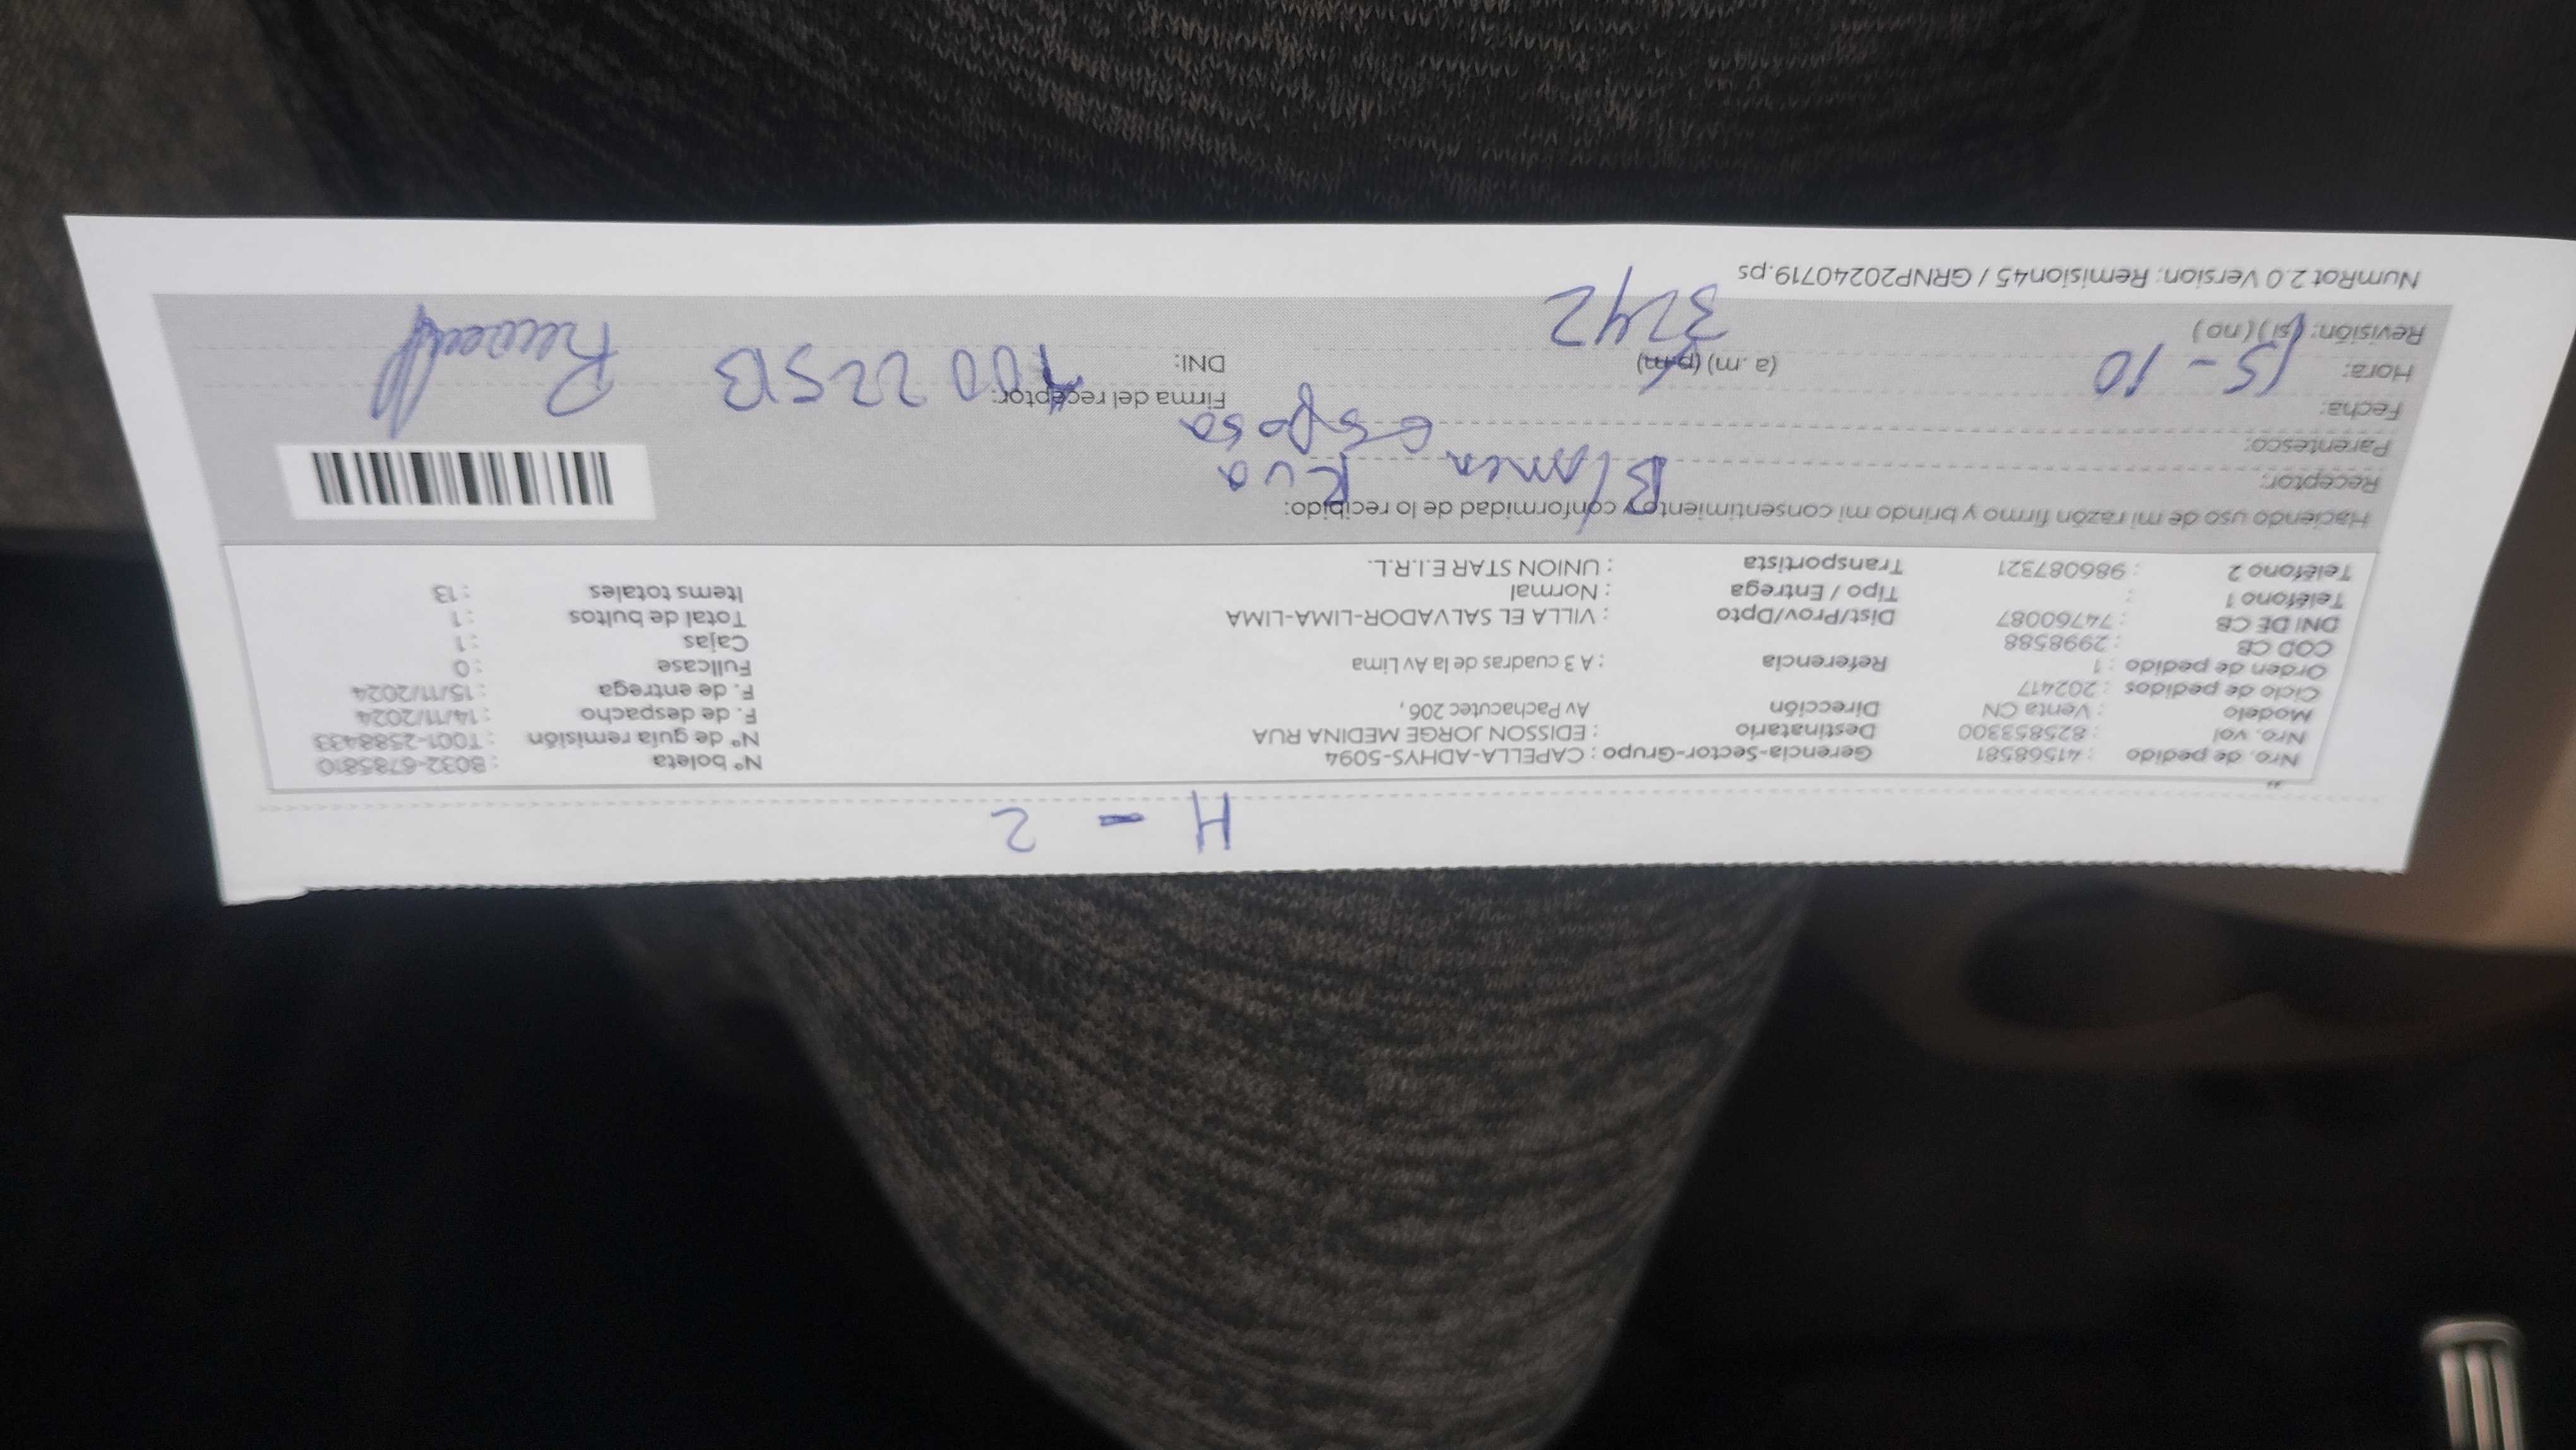 H - 2
Nro. de pedido : 41568581 Gerencia-Sector-Grupo : CAPELLA-ADHYS-5094 Nº boleta : B032-6785810
Nro. vol : 82585853300 Destinatario : EDISSON JORGE MEDINA RUA Nº de guía remisión : T001-2588433
Modelo : Venta CN Dirección Av Pachacutec 206, F. de despacho : 14/11/2024
Ciclo de pedidos : 202417 F. de entrega : 15/11/2024
Orden de pedido : 1 Referencia : A 3 cuadras de la Av Lima Fullcase : 0
COD CB : 2998588 Cajas : 1
DNI DE CB : 74760087 Dist/Prov/Dpto : VILLA EL SALVADOR-LIMA-LIMA Total de bultos : 1
Teléfono 1 : Tipo / Entrega : Normal Items totales : 13
Teléfono 2 : 986087321 Transportista : UNION STAR E.I.R.L.
Haciendo uso de mi razón firmo y brindo mi consentimiento y conformidad de lo recibido:
Receptor: Rua
Parentesco: esposa
Fecha: Firma del receptor:
Hora: 15-10 (a.m) (p.m) DNI:
Revisión: (si) (no) 3242
NumRot 2.0 Version: Remision45 / GRNP20240719.ps